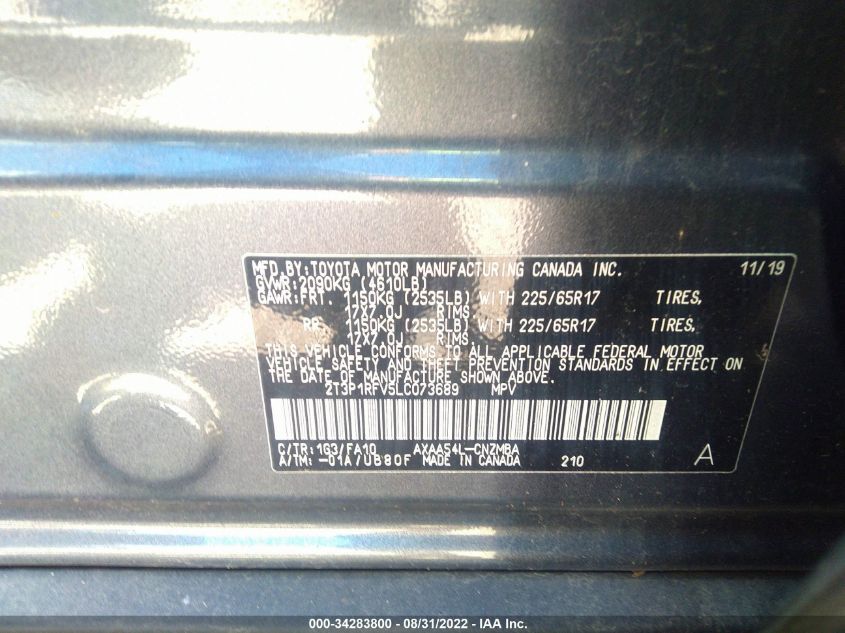 MFD. BY: TOYOTA MOTOR MANUFACTURING CANADA INC. 11/19
GVWR: 2090KG (4610LB)
GAWR: FRT. 1150KG (2535LB) WITH 225/65R17 TIRES,
17X7.0J RIMS,
RR. 1150KG (2535LB) WITH 225/65R17 TIRES,
17X7.0J RIMS.
THIS VEHICLE CONFORMS TO ALL APPLICABLE FEDERAL MOTOR
VEHICLE SAFETY AND THEFT PREVENTION STANDARDS IN EFFECT ON
THE DATE OF MANUFACTURE SHOWN ABOVE.
2T3P1RFV5LC073689 MPV
C/TR: 1G3/FA10 AXAA54L-CNZMBA
A/TM: -01A/UB80F MADE IN CANADA 210 A
000-34283800 - 08/31/2022 - IAA Inc.